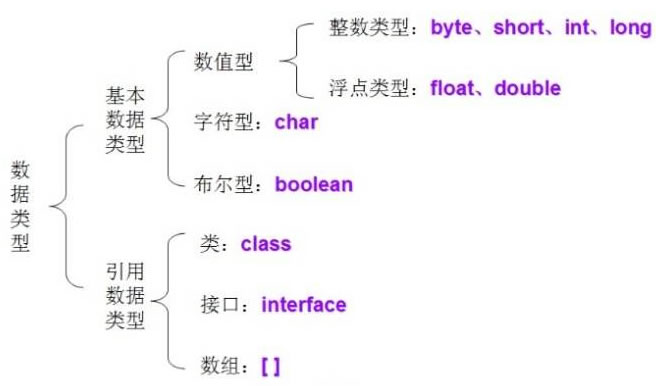 数据类型
基本数据类型
数值型
整数类型：byte、short、int、long
浮点类型：float、double
字符型：char
布尔型：boolean
引用数据类型
类：class
接口：interface
数组：[ ]